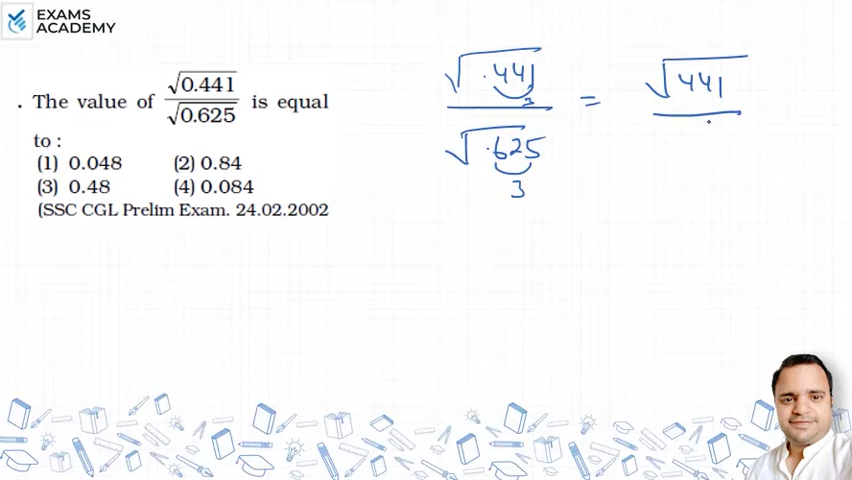 EXAMS
ACADEMY
. The value of √0.441 / √0.625 is equal
to :
(1) 0.048 (2) 0.84
(3) 0.48 (4) 0.084
(SSC CGL Prelim Exam. 24.02.2002
√.441 / √.625 = √441
3
3